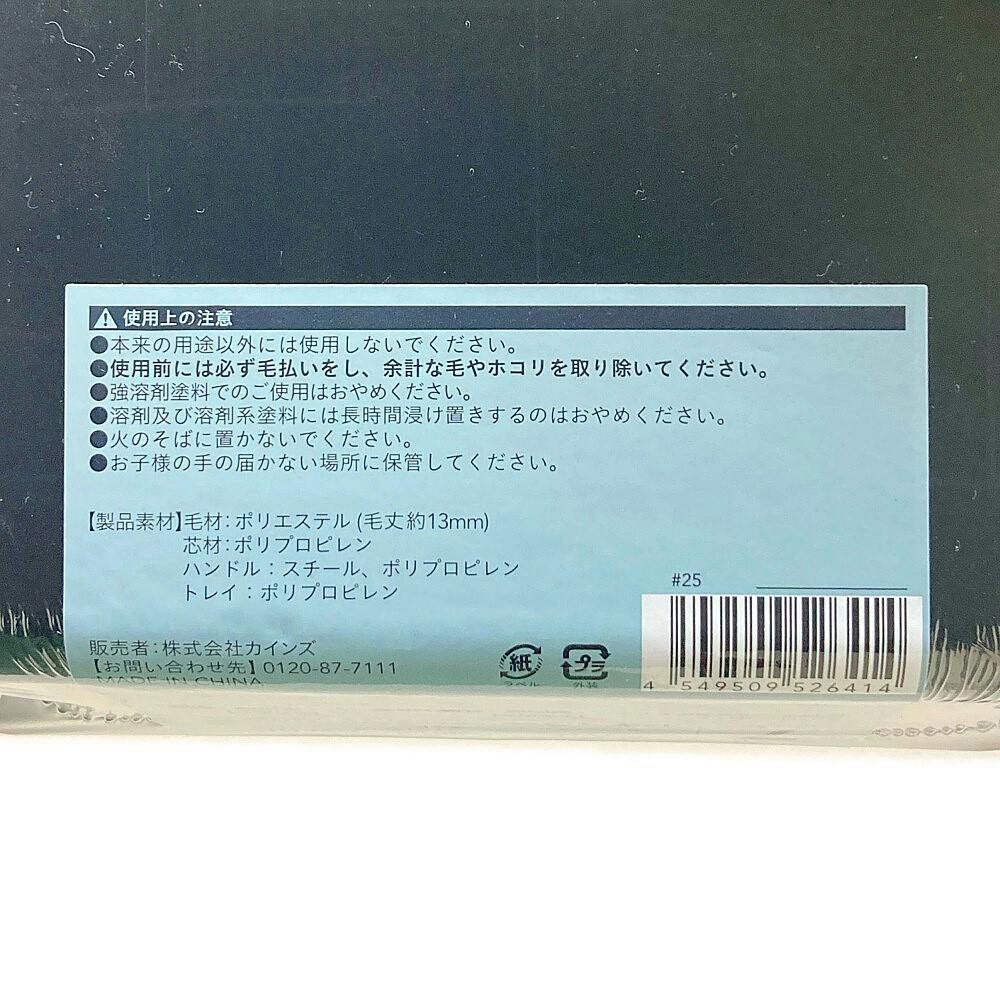 ⚠使用上の注意
●本来の用途以外には使用しないでください。
●使用前には必ず毛払いをし、余計な毛やホコリを取り除いてください。
●強溶剤塗料でのご使用はおやめください。
●溶剤及び溶剤系塗料には長時間浸け置きするのはおやめください。
●火のそばに置かないでください。
●お子様の手の届かない場所に保管してください。
【製品素材】毛材:ポリエステル (毛丈約13mm)
芯材:ポリプロピレン
ハンドル:スチール、ポリプロピレン
トレイ:ポリプロピレン
#25
販売者:株式会社カインズ
【お問い合わせ先】0120-87-7111
MADE IN CHINA
紙
ラベル
プラ
外装
4 549509 526414